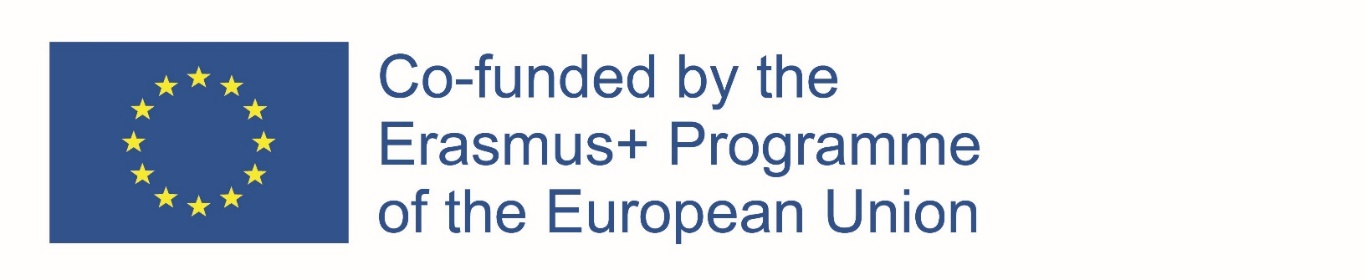 Co-funded by the
Erasmus+ Programme
of the European Union